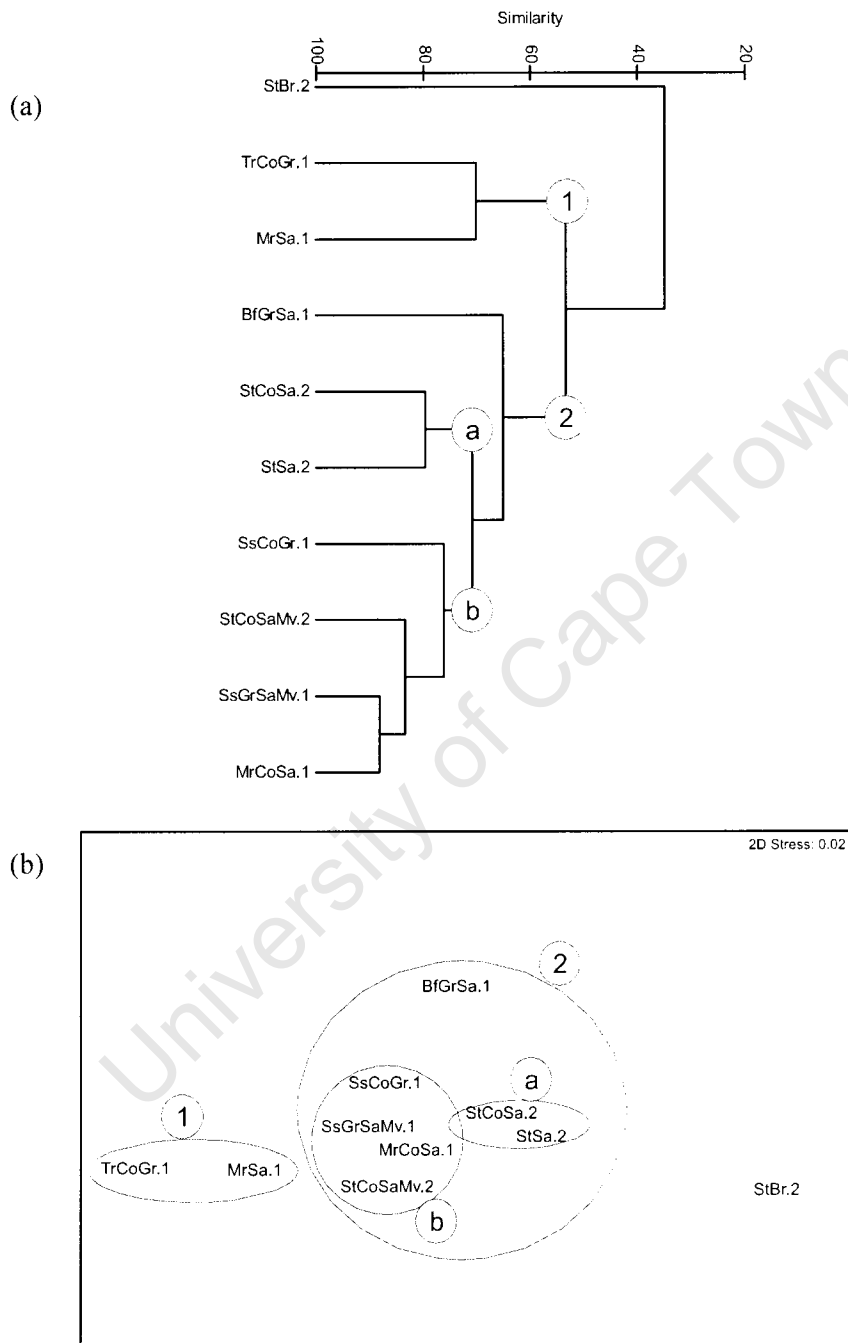 Similarity
100 80 60 40 20
(a)
StBr.2
TrCoGr.1
1
MrSa.1
BfGrSa.1
StCoSa.2
2
a
StSa.2
SsCoGr.1
b
StCoSaMv.2
SsGrSaMv.1
MrCoSa.1
(b)
2D Stress: 0.02
2
BfGrSa.1
a
SsCoGr.1
StCoSa.2
1
SsGrSaMv.1
StSa.2
MrCoSa.1
TrCoGr.1 MrSa.1
StCoSaMv.2
StBr.2
b
University of Cape Town